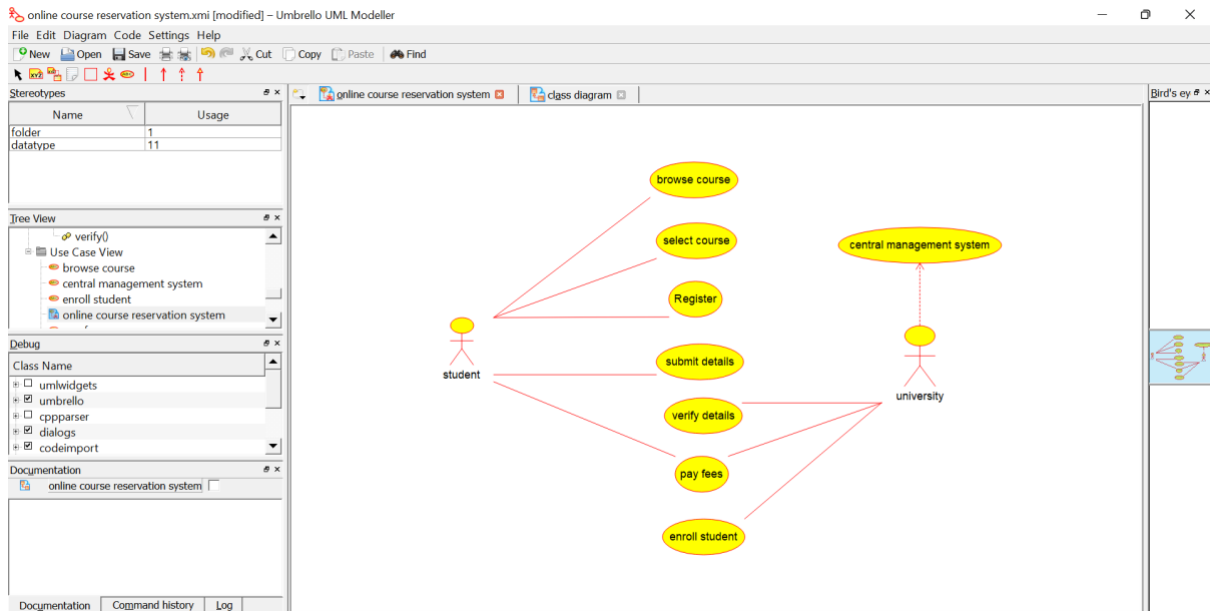 online course reservation system.xmi [modified] – Umbrello UML Modeller
File Edit Diagram Code Settings Help
New Open Save Cut Copy Paste Find
Stereotypes
Name Usage
folder 1
datatype 11
Tree View
verify()
Use Case View
browse course
central management system
enroll student
online course reservation system
Debug
Class Name
umlwidgets
umbrello
cppparser
dialogs
codeimport
Documentation
online course reservation system
Documentation Command history Log
online course reservation system class diagram
browse course
select course
central management system
Register
submit details
student
verify details
university
pay fees
enroll student
Bird's ey